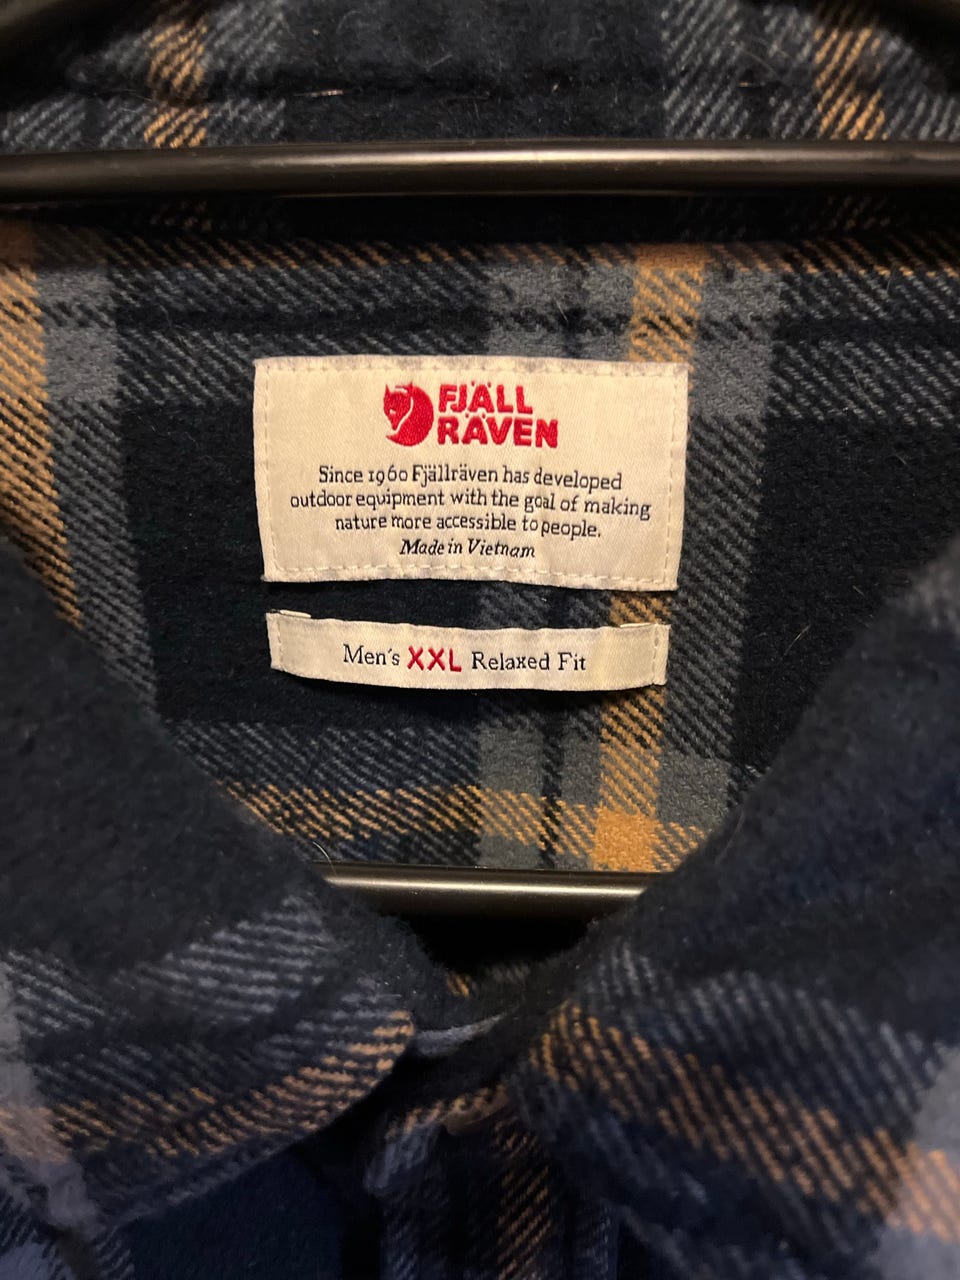 FJÄLL
RÄVEN
Since 1960 Fjällräven has developed
outdoor equipment with the goal of making
nature more accessible to people.
Made in Vietnam
Men's XXL Relaxed Fit